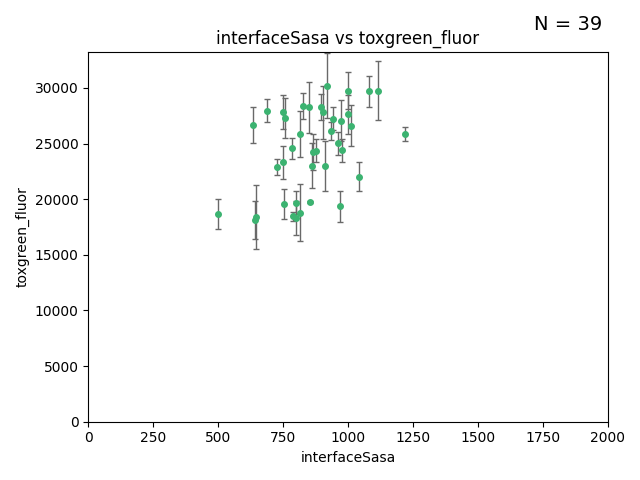 N = 39
interfaceSasa vs toxgreen_fluor
toxgreen_fluor
30000
25000
20000
15000
10000
5000
0
0 250 500 750 1000 1250 1500 1750 2000
interfaceSasa